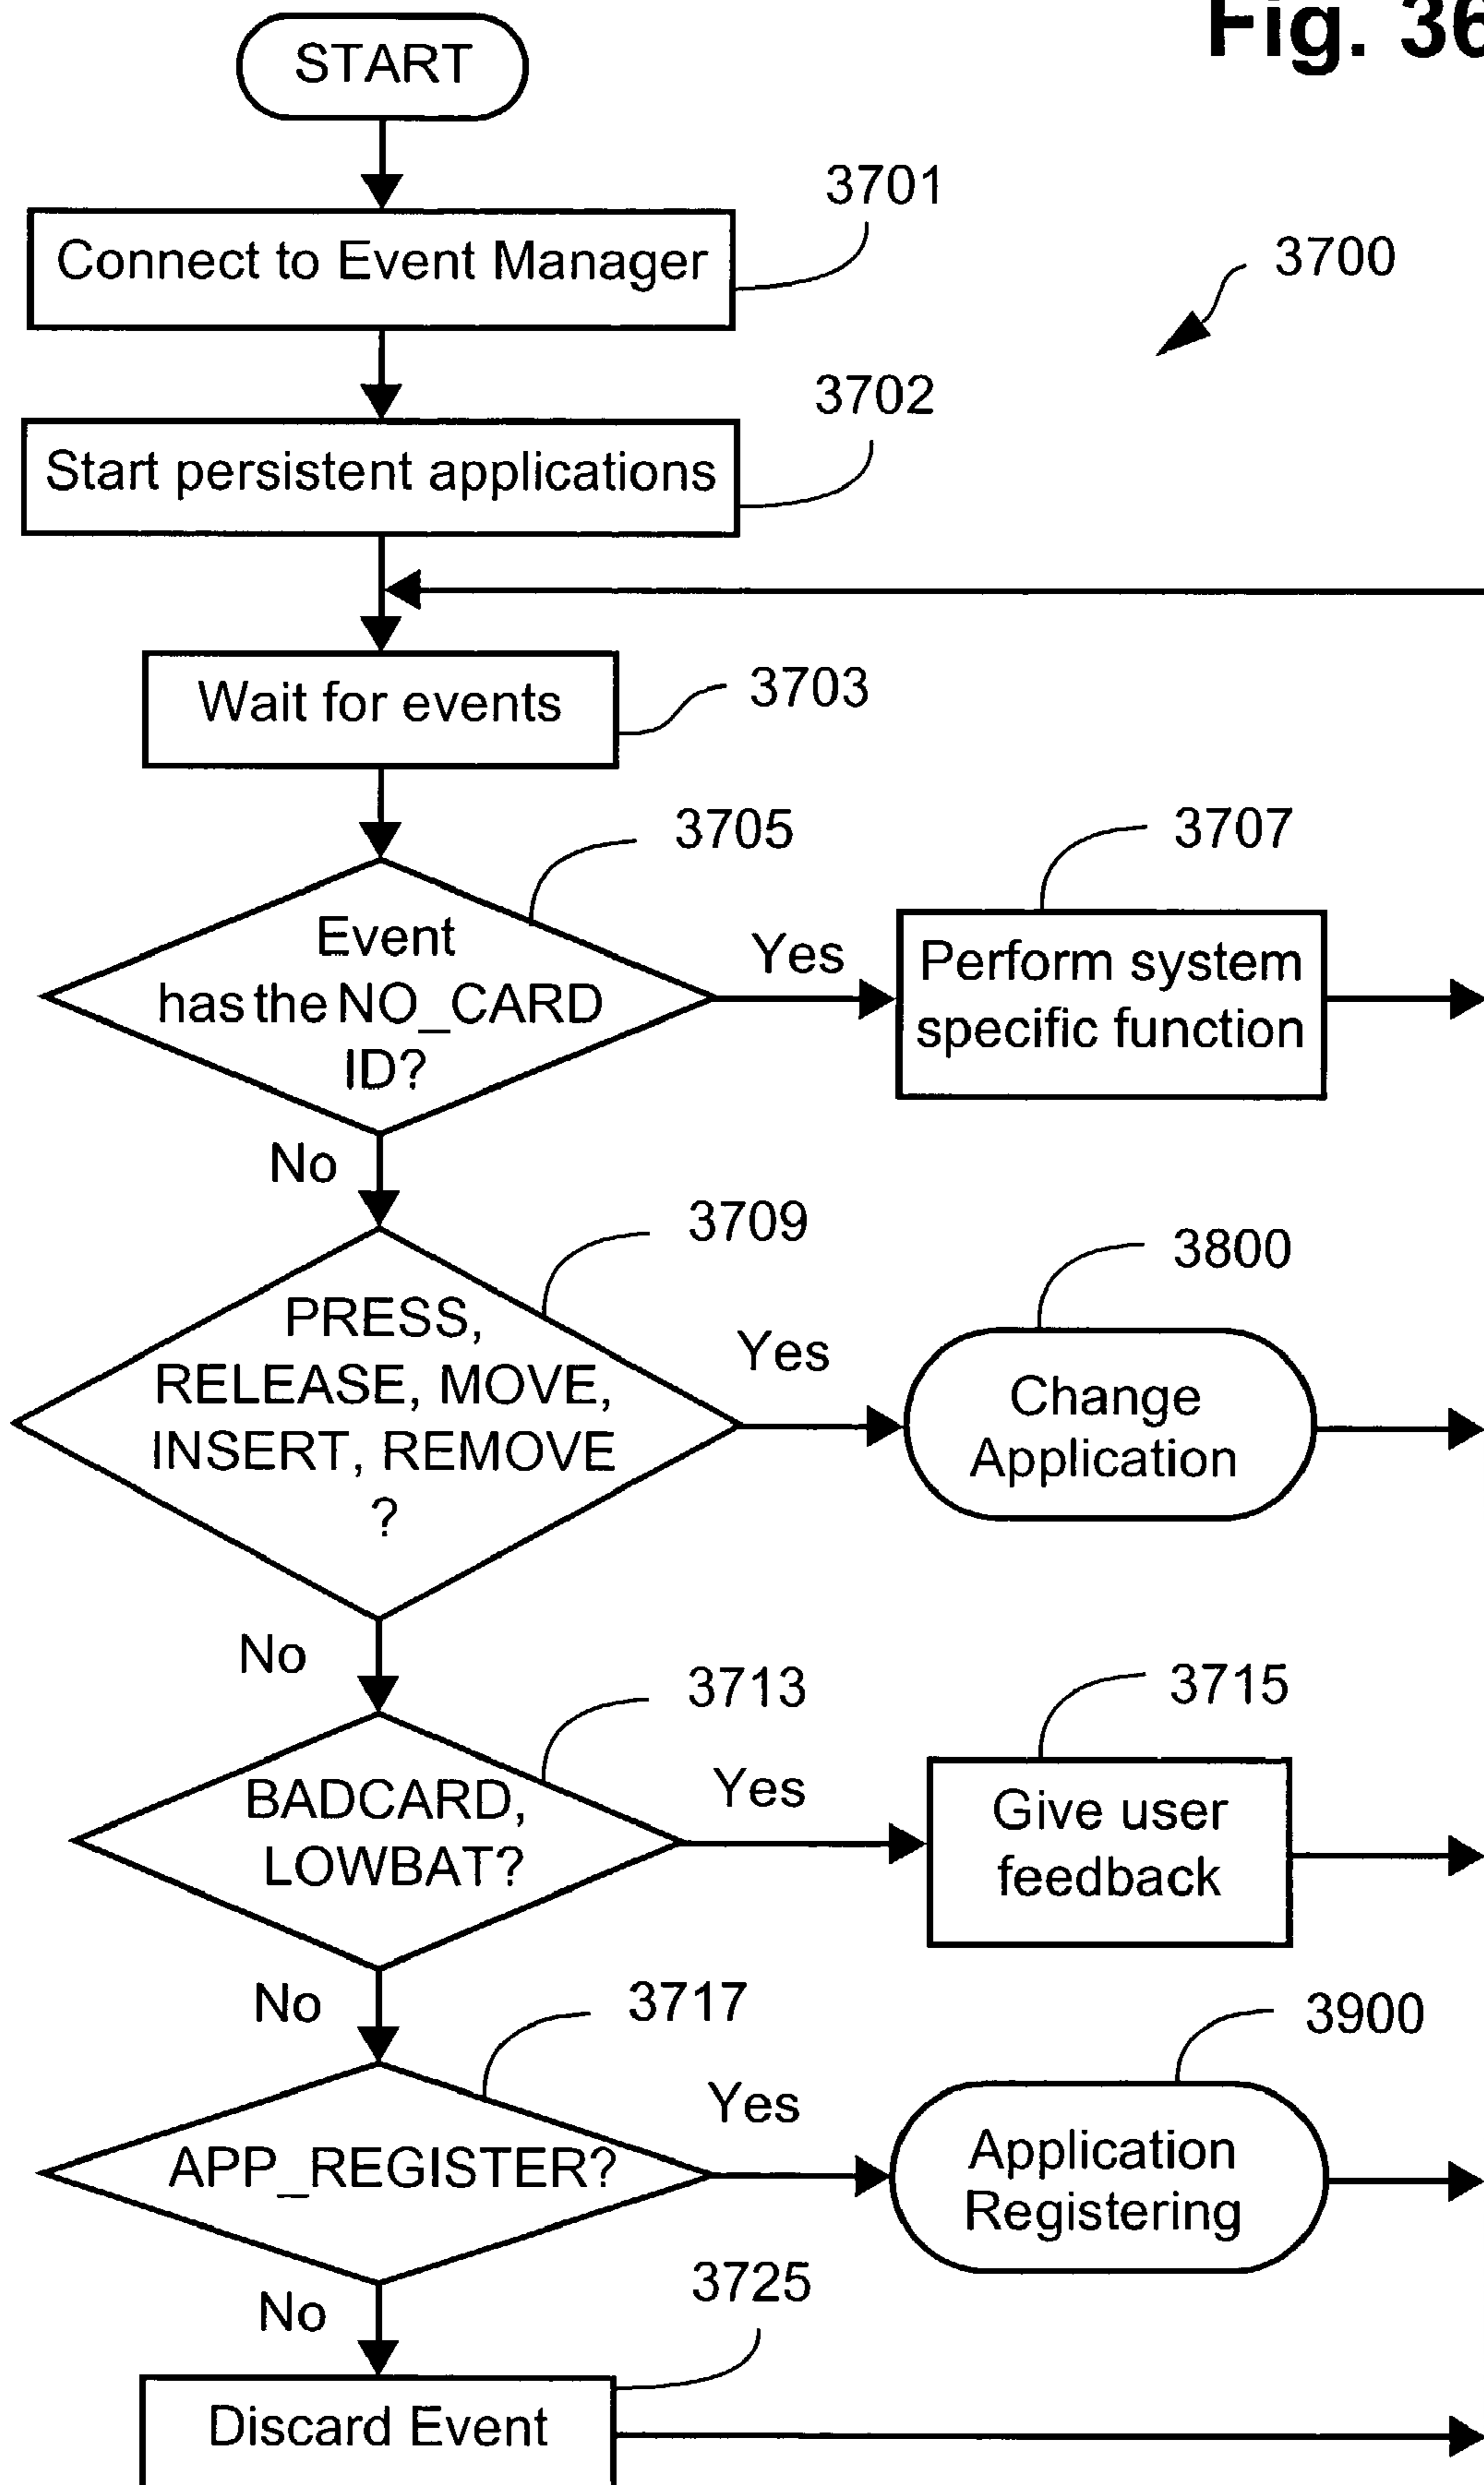 Fig. 36
START
3701
Connect to Event Manager
3700
3702
Start persistent applications
Wait for events
3703
3705
3707
Event
has the NO_CARD
ID?
Yes
Perform system
specific function
No
3709
3800
PRESS,
RELEASE, MOVE,
INSERT, REMOVE
?
Yes
Change
Application
No
3713
3715
BADCARD,
LOWBAT?
Yes
Give user
feedback
No
3717
3900
APP_REGISTER?
Yes
Application
Registering
No
3725
Discard Event